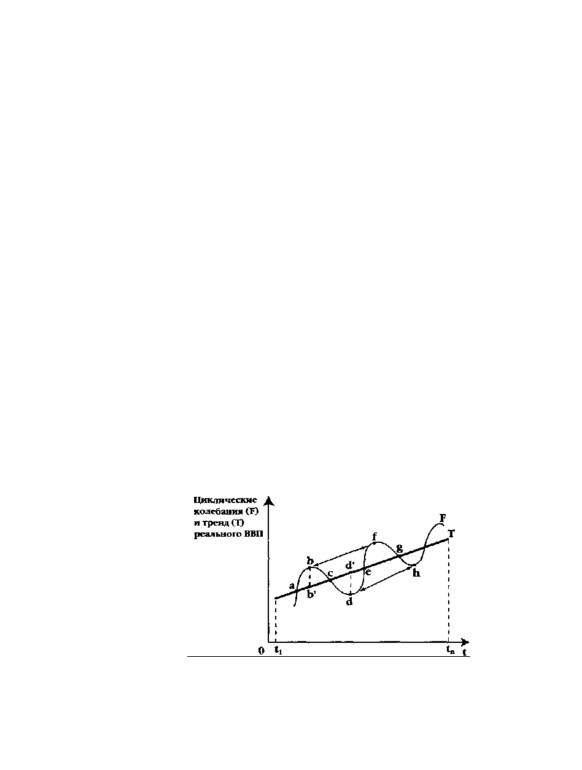 Циклические
колебания (F)
и тренд (Т)
реального ВВП
F
T
f
b
g
d'
a
c
e
h
b'
d
0 t₁ tₙ t